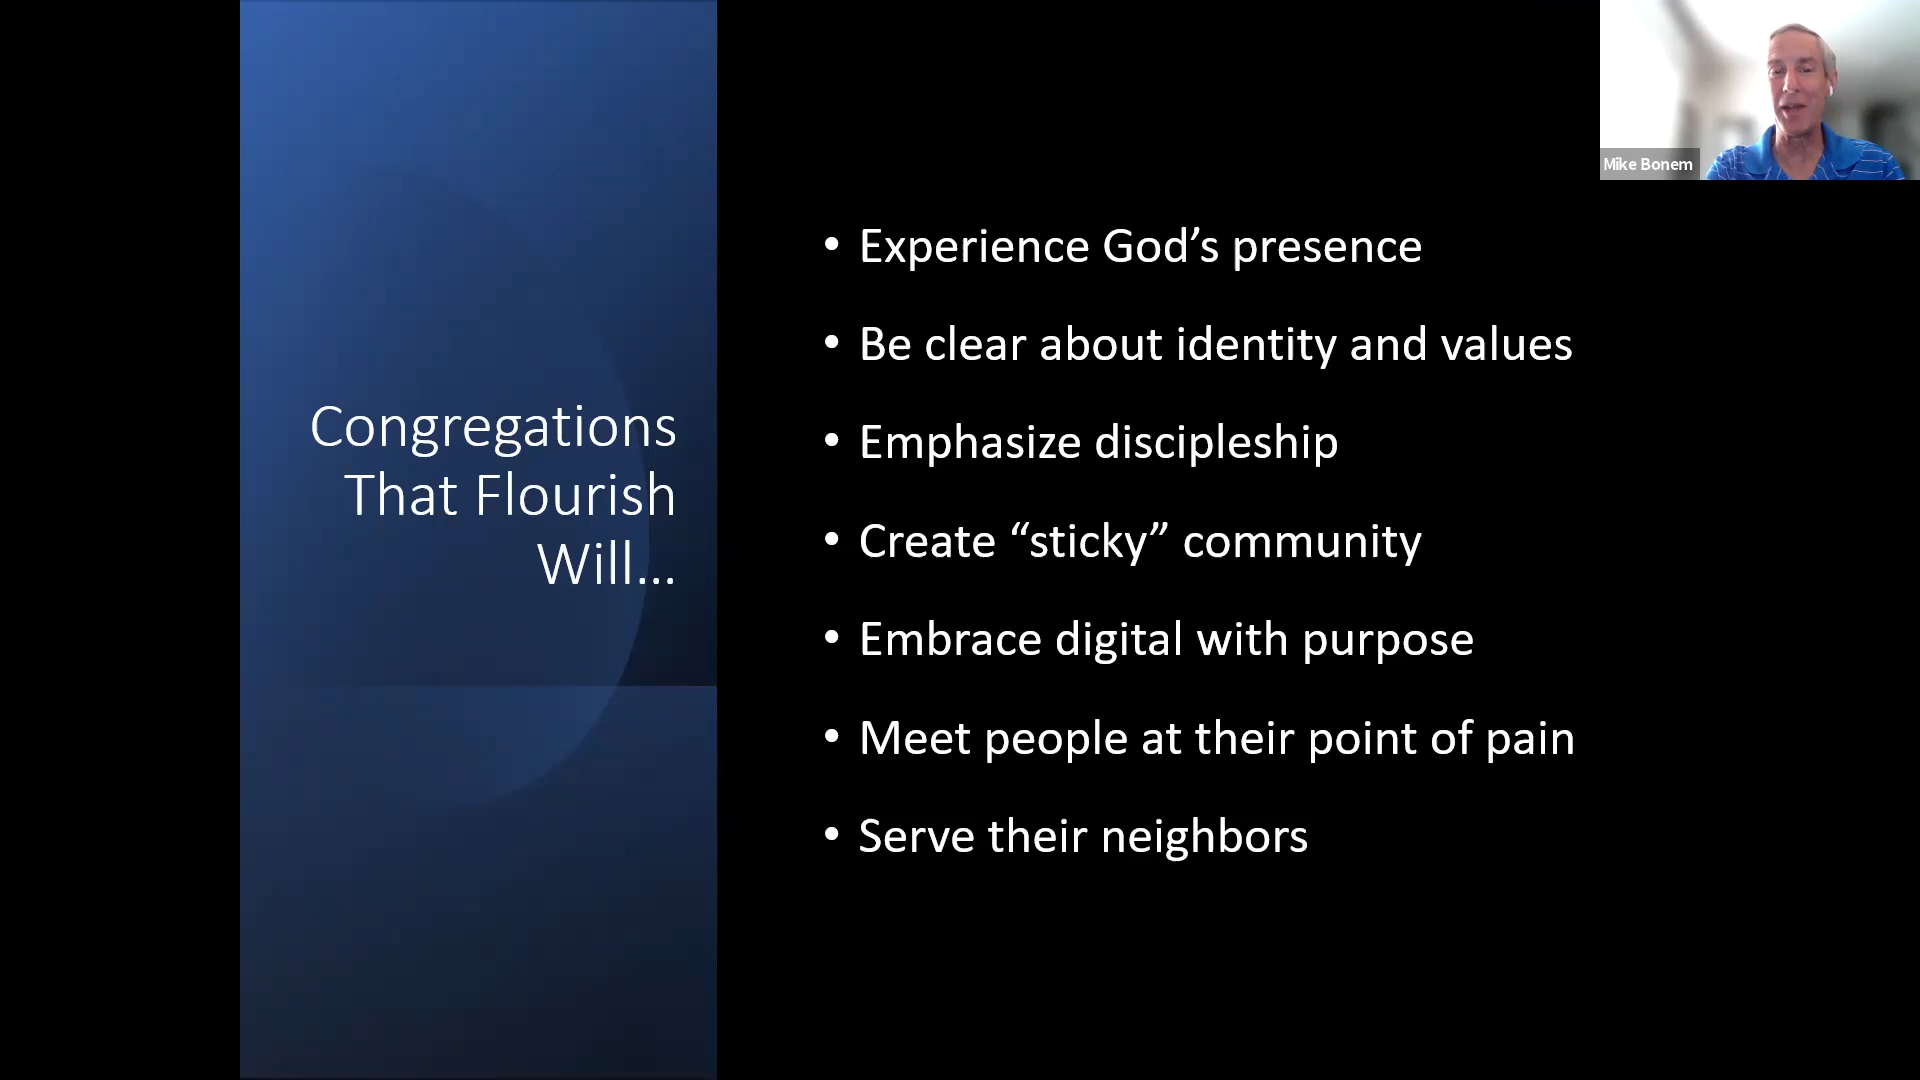 Mike Bonem
Congregations
That Flourish
Will...
• Experience God’s presence
• Be clear about identity and values
• Emphasize discipleship
• Create “sticky” community
• Embrace digital with purpose
• Meet people at their point of pain
• Serve their neighbors